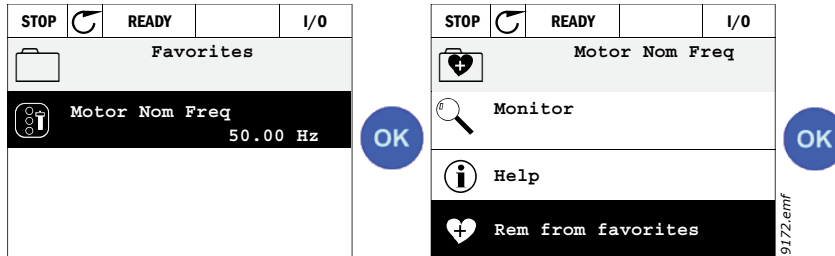 STOP READY I/O
Favorites
Motor Nom Freq
50.00 Hz
OK
STOP READY I/O
Motor Nom Freq
Monitor
Help
Rem from favorites
OK
9172.emf